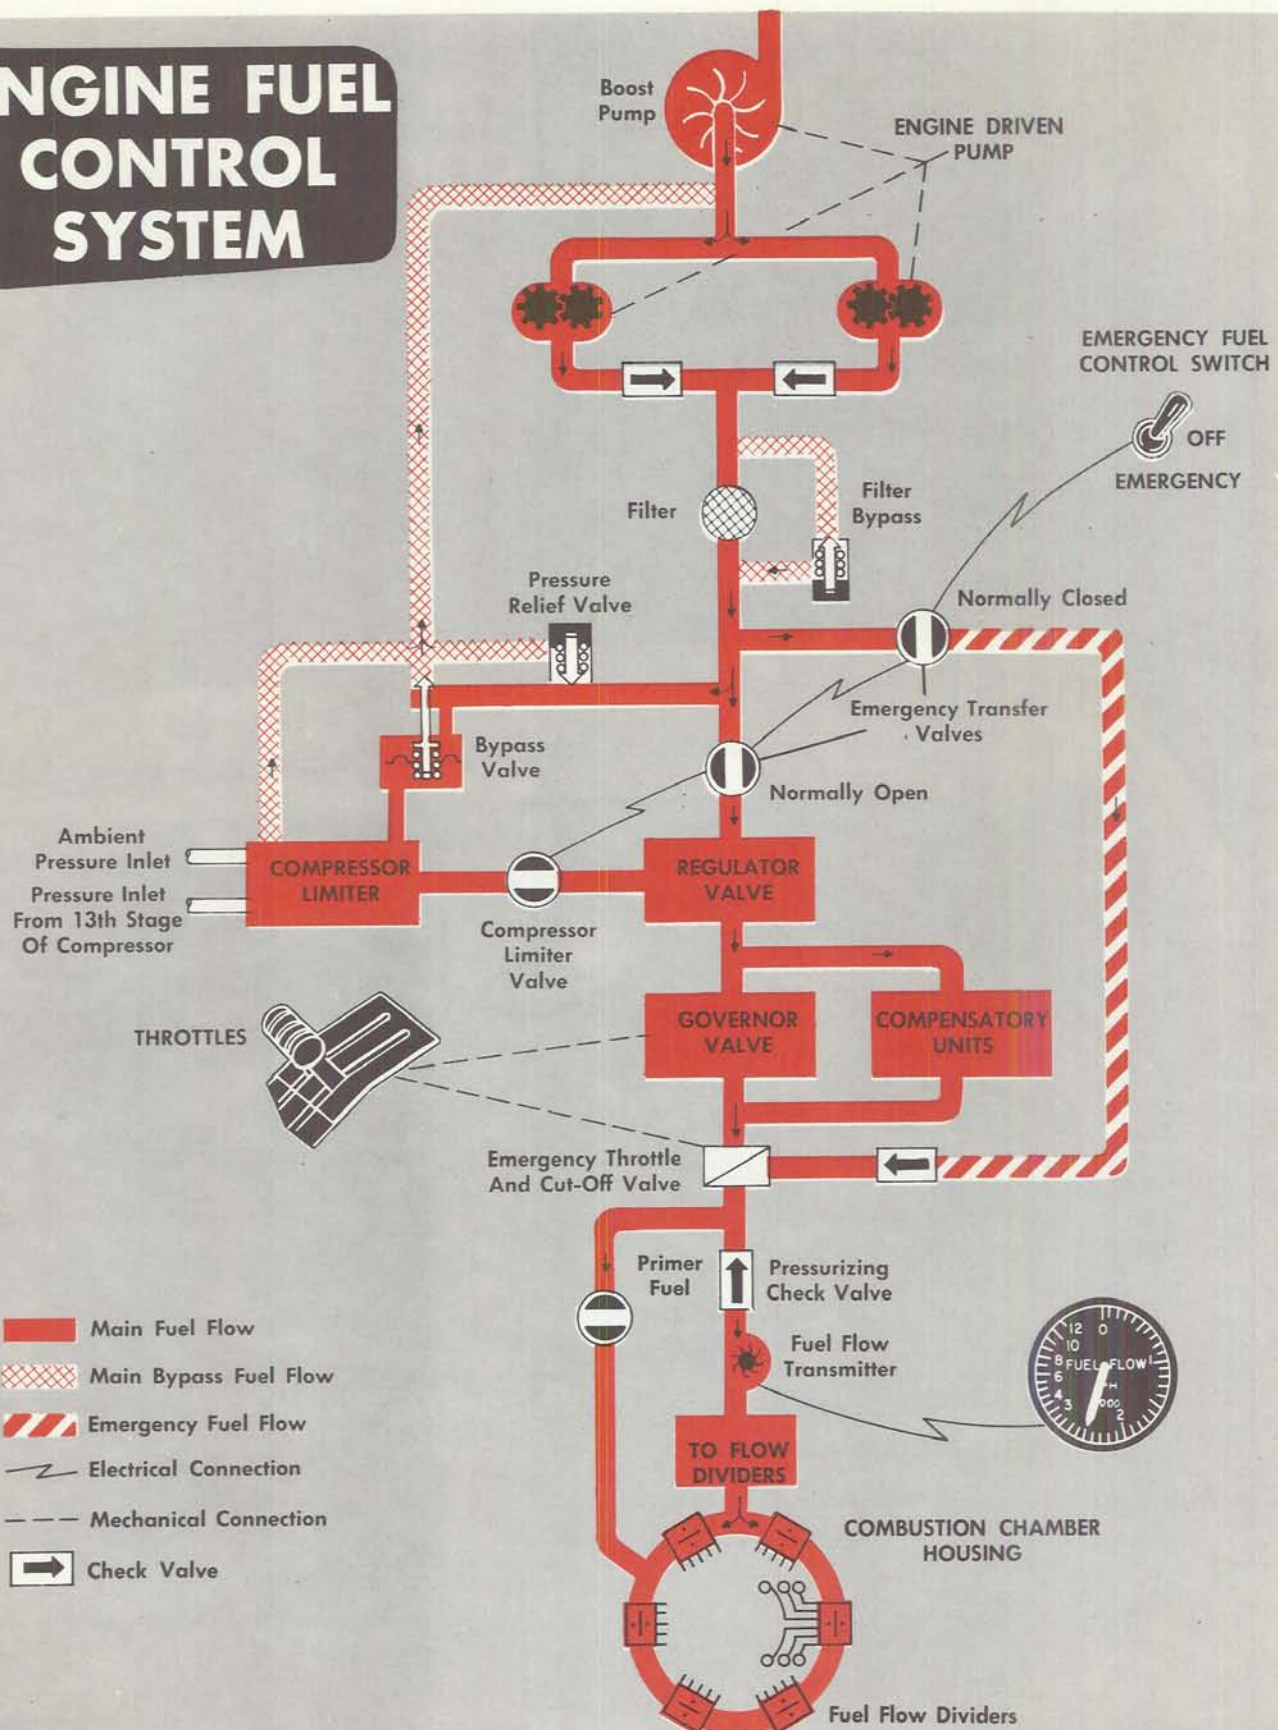 NGINE FUEL
CONTROL
SYSTEM
Boost
Pump
ENGINE DRIVEN
PUMP
EMERGENCY FUEL
CONTROL SWITCH
OFF
EMERGENCY
Filter
Filter
Bypass
Pressure
Relief Valve
Normally Closed
Emergency Transfer
Valves
Bypass
Valve
Normally Open
Ambient
Pressure Inlet
Pressure Inlet
From 13th Stage
Of Compressor
COMPRESSOR
LIMITER
REGULATOR
VALVE
Compressor
Limiter
Valve
THROTTLES
GOVERNOR
VALVE
COMPENSATORY
UNITS
Emergency Throttle
And Cut-Off Valve
Primer
Fuel
Pressurizing
Check Valve
Fuel Flow
Transmitter
12 0
10
8 FUEL FLOW 1
6
4
3
2
TO FLOW
DIVIDERS
COMBUSTION CHAMBER
HOUSING
Fuel Flow Dividers
Main Fuel Flow
Main Bypass Fuel Flow
Emergency Fuel Flow
Electrical Connection
Mechanical Connection
Check Valve